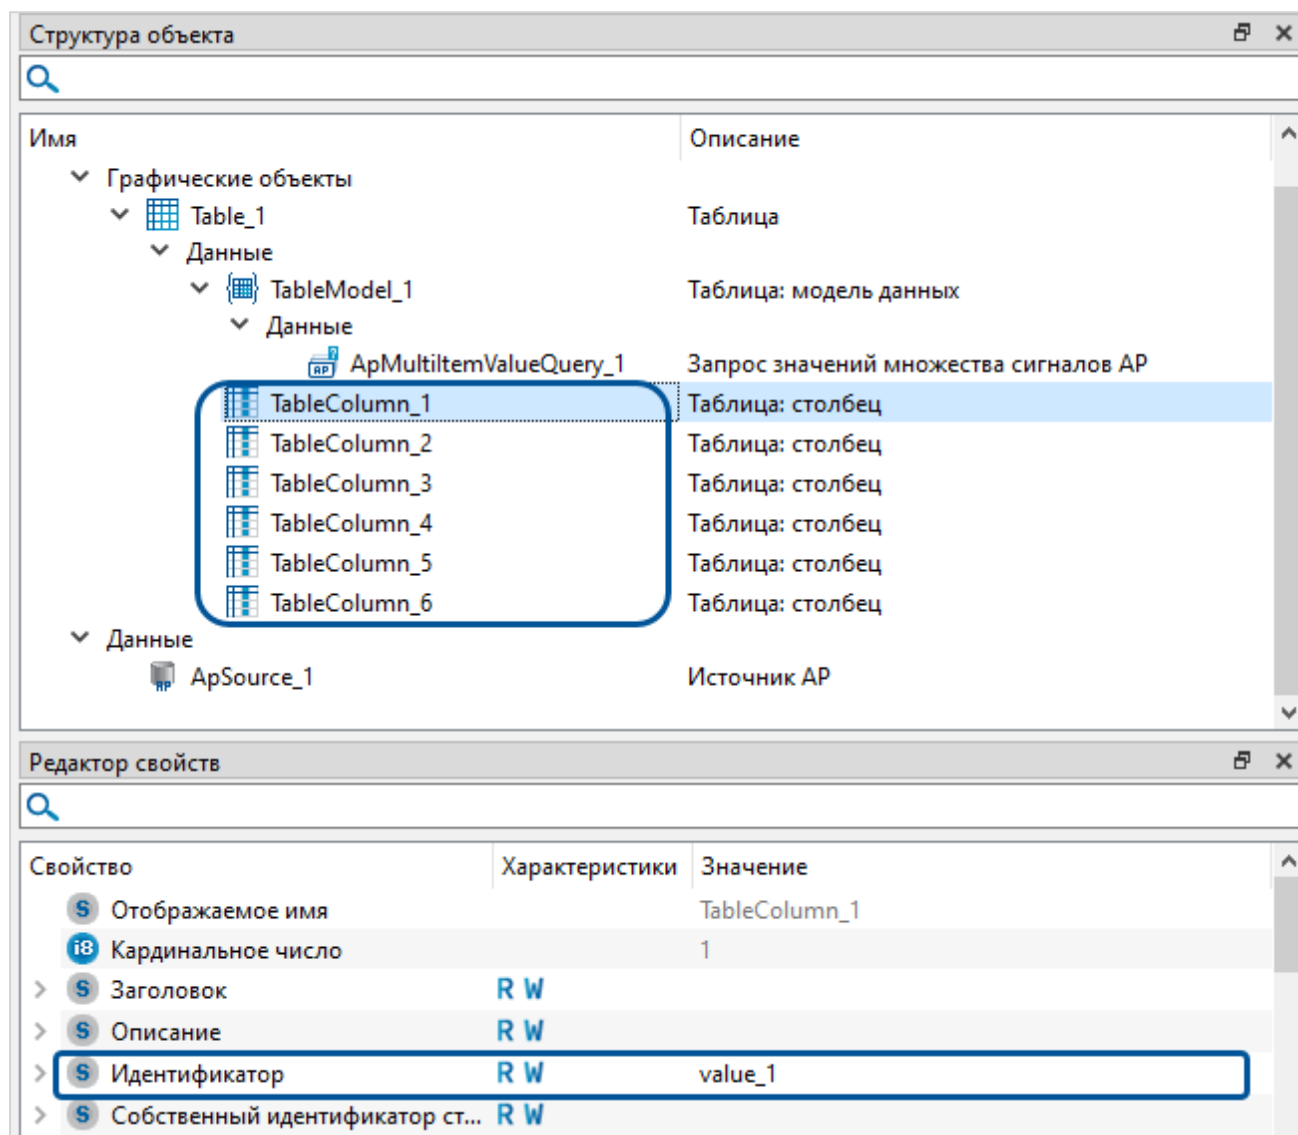 Структура объекта
Имя Описание
Графические объекты
Table_1 Таблица
Данные
TableModel_1 Таблица: модель данных
Данные
AP ? ApMultiItemValueQuery_1 Запрос значений множества сигналов AP
TableColumn_1 Таблица: столбец
TableColumn_2 Таблица: столбец
TableColumn_3 Таблица: столбец
TableColumn_4 Таблица: столбец
TableColumn_5 Таблица: столбец
TableColumn_6 Таблица: столбец
Данные
AP ApSource_1 Источник AP
Редактор свойств
Свойство Характеристики Значение
S Отображаемое имя TableColumn_1
i8 Кардинальное число 1
S Заголовок R W
S Описание R W
S Идентификатор R W value_1
S Собственный идентификатор ст... R W